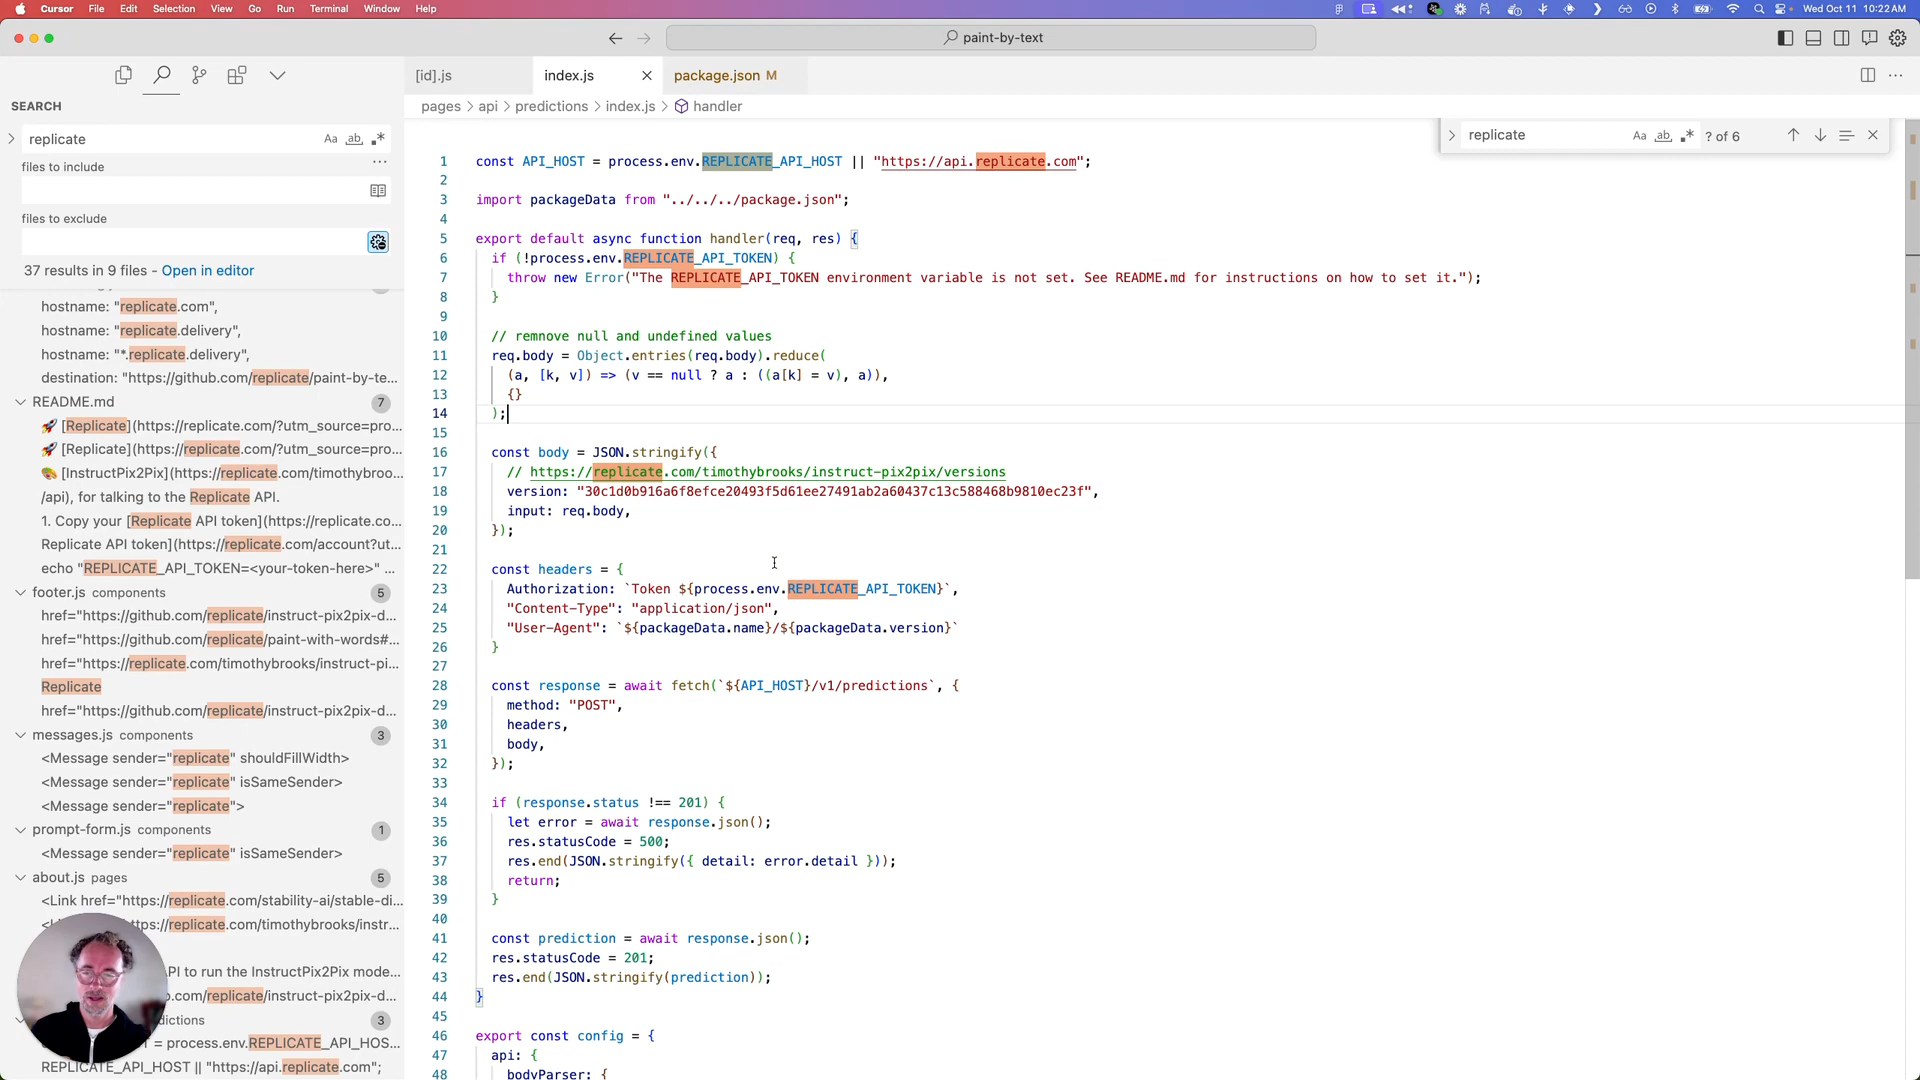 Cursor File Edit Selection View Go Run Terminal Window Help Wed Oct 11 10:22 AM
paint-by-text
[id].js index.js package.json M
pages > api > predictions > index.js > handler
SEARCH
replicate
files to include
files to exclude
37 results in 9 files - Open in editor
hostname: "replicate.com",
hostname: "replicate.delivery",
hostname: "*.replicate.delivery",
destination: "https://github.com/replicate/paint-by-te...
README.md 7
🚀 [Replicate](https://replicate.com/?utm_source=pro...
🚀 [Replicate](https://replicate.com/?utm_source=pro...
🎨 [InstructPix2Pix](https://replicate.com/timothybroo...
/api), for talking to the Replicate API.
1. Copy your [Replicate API token](https://replicate.co...
Replicate API token](https://replicate.com/account?ut...
echo "REPLICATE_API_TOKEN=<your-token-here>" ...
footer.js components 5
href="https://github.com/replicate/instruct-pix2pix-d...
href="https://github.com/replicate/paint-with-words#...
href="https://replicate.com/timothybrooks/instruct-pi...
Replicate
href="https://github.com/replicate/instruct-pix2pix-d...
messages.js components 3
<Message sender="replicate" shouldFillWidth>
<Message sender="replicate" isSameSender>
<Message sender="replicate">
prompt-form.js components 1
<Message sender="replicate" isSameSender>
about.js pages 5
<Link href="https://replicate.com/stability-ai/stable-di...
ttps://replicate.com/timothybrooks/instr...
PI to run the InstructPix2Pix mode...
.com/replicate/instruct-pix2pix-d...
dictions 3
= process.env.REPLICATE_API_HOS...
REPLICATE_API_HOST || "https://api.replicate.com";
replicate ? of 6
1 const API_HOST = process.env.REPLICATE_API_HOST || "https://api.replicate.com";
2
3 import packageData from "../../../package.json";
4
5 export default async function handler(req, res) {
6 if (!process.env.REPLICATE_API_TOKEN) {
7 throw new Error("The REPLICATE_API_TOKEN environment variable is not set. See README.md for instructions on how to set it.");
8 }
9
10 // remnove null and undefined values
11 req.body = Object.entries(req.body).reduce(
12 (a, [k, v]) => (v == null ? a : ((a[k] = v), a)),
13 {}
14 );
15
16 const body = JSON.stringify({
17 // https://replicate.com/timothybrooks/instruct-pix2pix/versions
18 version: "30c1d0b916a6f8efce20493f5d61ee27491ab2a60437c13c588468b9810ec23f",
19 input: req.body,
20 });
21
22 const headers = {
23 Authorization: `Token ${process.env.REPLICATE_API_TOKEN}`,
24 "Content-Type": "application/json",
25 "User-Agent": `${packageData.name}/${packageData.version}`
26 }
27
28 const response = await fetch(`${API_HOST}/v1/predictions`, {
29 method: "POST",
30 headers,
31 body,
32 });
33
34 if (response.status !== 201) {
35 let error = await response.json();
36 res.statusCode = 500;
37 res.end(JSON.stringify({ detail: error.detail }));
38 return;
39 }
40
41 const prediction = await response.json();
42 res.statusCode = 201;
43 res.end(JSON.stringify(prediction));
44 }
45
46 export const config = {
47 api: {
48 bodyParser: {